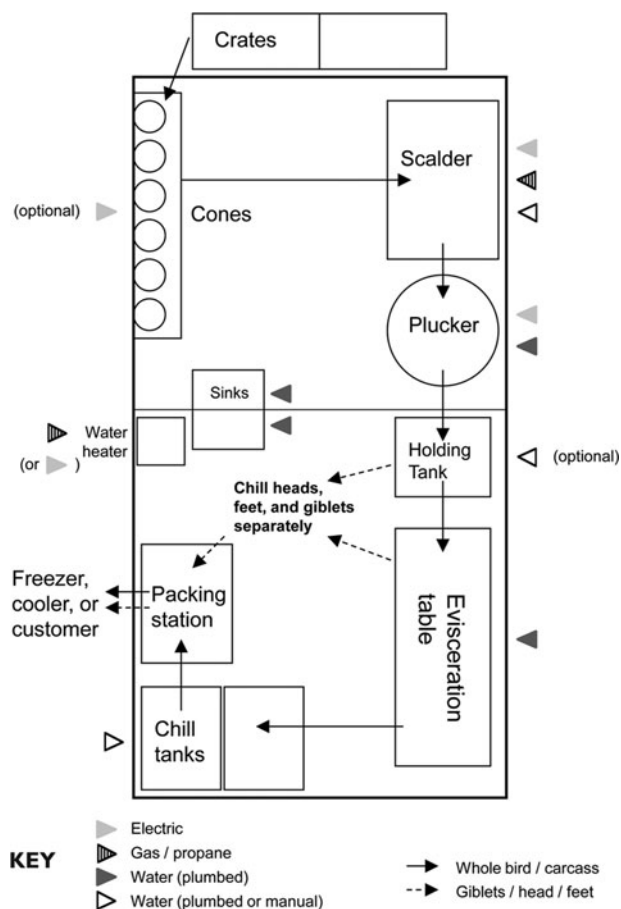 Crates
Scalder
(optional)
Cones
Plucker
Sinks
Water
heater
(or
)
Holding
Tank
(optional)
Chill heads,
feet, and giblets
separately
Freezer,
cooler, or
customer
Packing
station
Evisceration
table
Chill
tanks
KEY
Electric
Gas / propane
Water (plumbed)
Water (plumbed or manual)
Whole bird / carcass
Giblets / head / feet